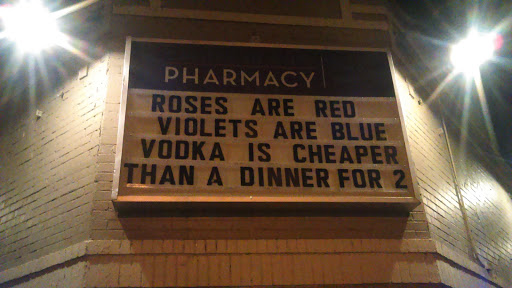 PHARMACY
ROSES ARE RED
VIOLETS ARE BLUE
VODKA IS CHEAPER
THAN A DINNER FOR 2